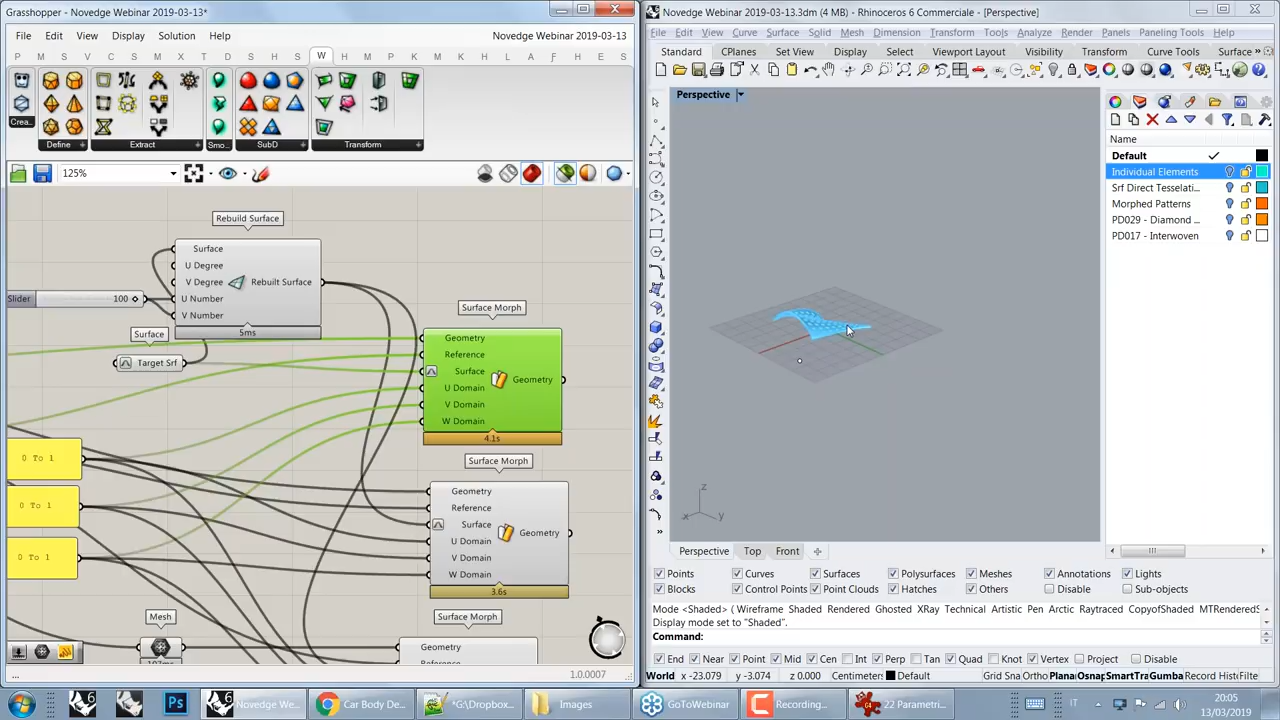 Grasshopper - Novedge Webinar 2019-03-13*
File Edit View Display Solution Help
Novedge Webinar 2019-03-13
W
Crea...
Define
Extract
Smo...
SubD
Transform
125%
Rebuild Surface
Surface
U Degree
V Degree
U Number
V Number
Rebuilt Surface
5ms
Slider 100
Surface
Target Srf
Surface Morph
Geometry
Reference
Surface
U Domain
V Domain
W Domain
Geometry
4.1s
Surface Morph
Geometry
Reference
Surface
U Domain
V Domain
W Domain
Geometry
3.6s
0 To 1
0 To 1
0 To 1
Mesh
107ms
Surface Morph
Geometry
Reference
...
1.0.0007
Novedge Webinar 2019-03-13.3dm (4 MB) - Rhinoceros 6 Commerciale - [Perspective]
File Edit View Curve Surface Solid Mesh Dimension Transform Tools Analyze Render Panels Paneling Tools Help
Standard CPlanes Set View Display Select Viewport Layout Visibility Transform Curve Tools Surface
Perspective
z
x y
Name
Default
Individual Elements
Srf Direct Tesselati...
Morphed Patterns
PD029 - Diamond ...
PD017 - Interwoven
Perspective Top Front
Points Curves Surfaces Polysurfaces Meshes Annotations Lights
Blocks Control Points Point Clouds Hatches Others Disable Sub-objects
Mode <Shaded> ( Wireframe Shaded Rendered Ghosted XRay Technical Artistic Pen Arctic Raytraced CopyofShaded MTRenderedS
Display mode set to "Shaded".
Command:
End Near Point Mid Cen Int Perp Tan Quad Knot Vertex Project Disable
World x -23.079 y -3.074 z 0.000 Centimeters Default Grid Snap Ortho Plana Osnap SmartTra Gumba Record Histor Filte
Novedge We...
Car Body De...
*G:\Dropbox...
Images
GoToWebinar
Recording...
22 Parametri...
IT
20:05
13/03/2019